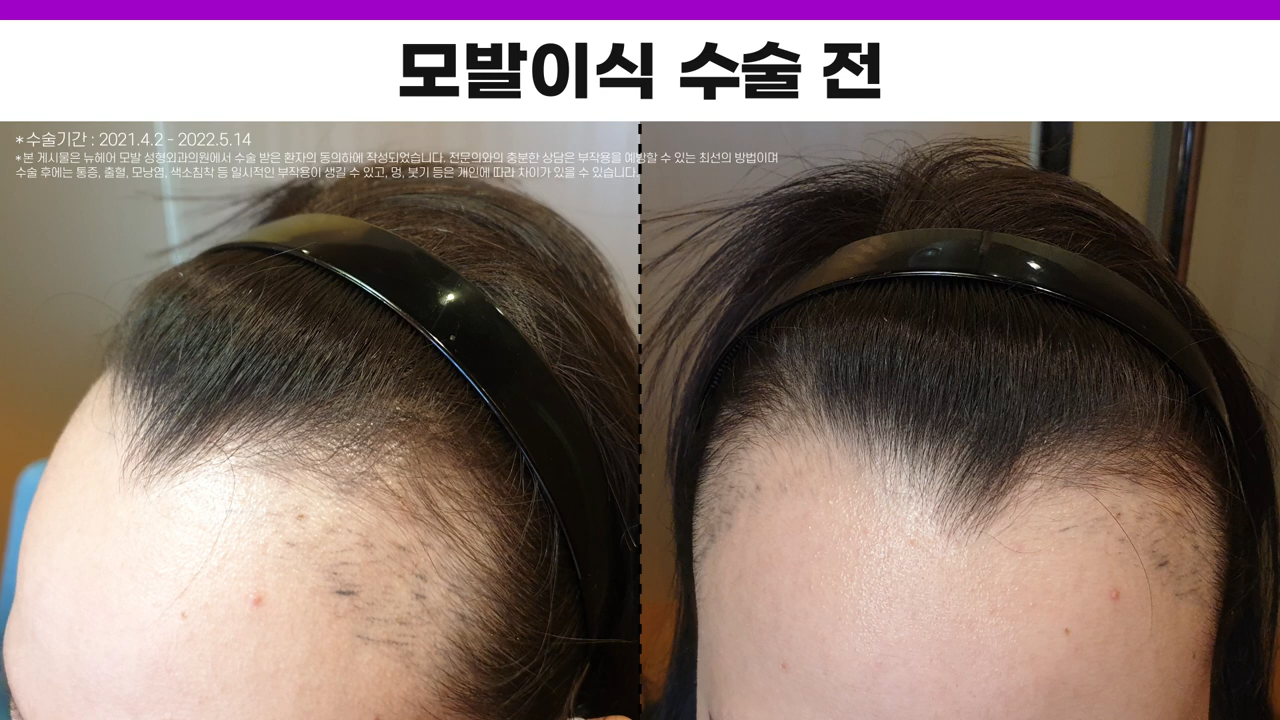 모발이식 수술 전
*수술기간 : 2021.4.2 - 2022.5.14
*본 게시물은 뉴헤어 모발 성형외과의원에서 수술 받은 환자의 동의하에 작성되었습니다. 전문의와의 충분한 상담은 부작용을 예방할 수 있는 최선의 방법이며
수술 후에는 통증, 출혈, 모낭염, 색소침착 등 일시적인 부작용이 생길 수 있고, 멍, 붓기 등은 개인에 따라 차이가 있을 수 있습니다.